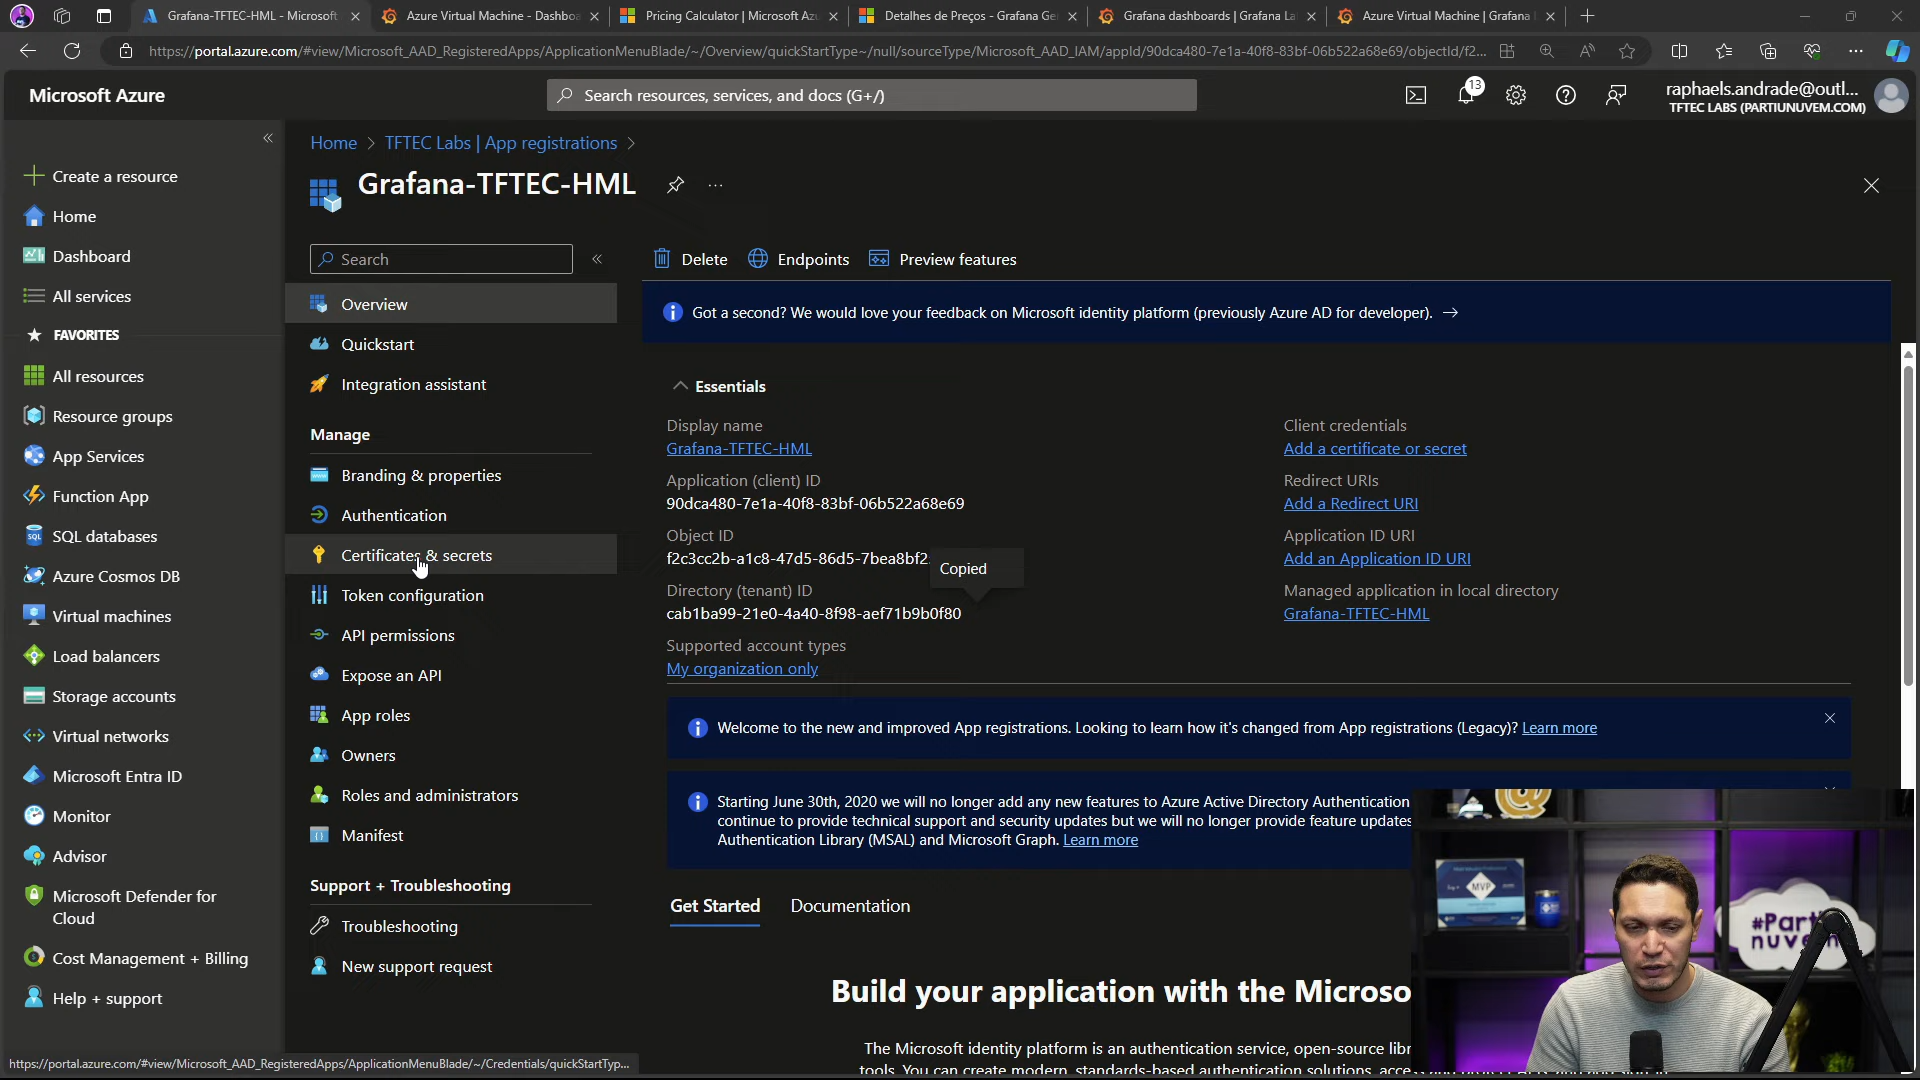 Grafana-TFTEC-HML - Microsoft
Azure Virtual Machine - Dashbo
Pricing Calculator | Microsoft Az
Detalhes de Preços - Grafana Ge
Grafana dashboards | Grafana La
Azure Virtual Machine | Grafana
https://portal.azure.com/#view/Microsoft_AAD_RegisteredApps/ApplicationMenuBlade/~/Overview/quickStartType~/null/sourceType/Microsoft_AAD_IAM/appId/90dca480-7e1a-40f8-83bf-06b522a68e69/objectId/f2...
Microsoft Azure
Search resources, services, and docs (G+/)
13
raphaels.andrade@outl...
TFTEC LABS (PARTIUNUVEM.COM)
Home > TFTEC Labs | App registrations >
Grafana-TFTEC-HML
Create a resource
Home
Dashboard
All services
FAVORITES
All resources
Resource groups
App Services
Function App
SQL databases
Azure Cosmos DB
Virtual machines
Load balancers
Storage accounts
Virtual networks
Microsoft Entra ID
Monitor
Advisor
Microsoft Defender for
Cloud
Cost Management + Billing
Help + support
Search
Overview
Quickstart
Integration assistant
Manage
Branding & properties
Authentication
Certificates & secrets
Token configuration
API permissions
Expose an API
App roles
Owners
Roles and administrators
Manifest
Support + Troubleshooting
Troubleshooting
New support request
Delete
Endpoints
Preview features
Got a second? We would love your feedback on Microsoft identity platform (previously Azure AD for developer). →
Essentials
Display name
Grafana-TFTEC-HML
Application (client) ID
90dca480-7e1a-40f8-83bf-06b522a68e69
Object ID
f2c3cc2b-a1c8-47d5-86d5-7bea8bf2
Copied
Directory (tenant) ID
cab1ba99-21e0-4a40-8f98-aef71b9b0f80
Supported account types
My organization only
Client credentials
Add a certificate or secret
Redirect URIs
Add a Redirect URI
Application ID URI
Add an Application ID URI
Managed application in local directory
Grafana-TFTEC-HML
Welcome to the new and improved App registrations. Looking to learn how it's changed from App registrations (Legacy)? Learn more
Starting June 30th, 2020 we will no longer add any new features to Azure Active Directory Authentication
continue to provide technical support and security updates but we will no longer provide feature updates
Authentication Library (MSAL) and Microsoft Graph. Learn more
Get Started
Documentation
Build your application with the Microso
The Microsoft identity platform is an authentication service, open-source libr
tools. You can create modern, standards-based authentication solutions, acce
MVP
#Parti
nuvem
https://portal.azure.com/#view/Microsoft_AAD_RegisteredApps/ApplicationMenuBlade/~/Credentials/quickStartTyp...